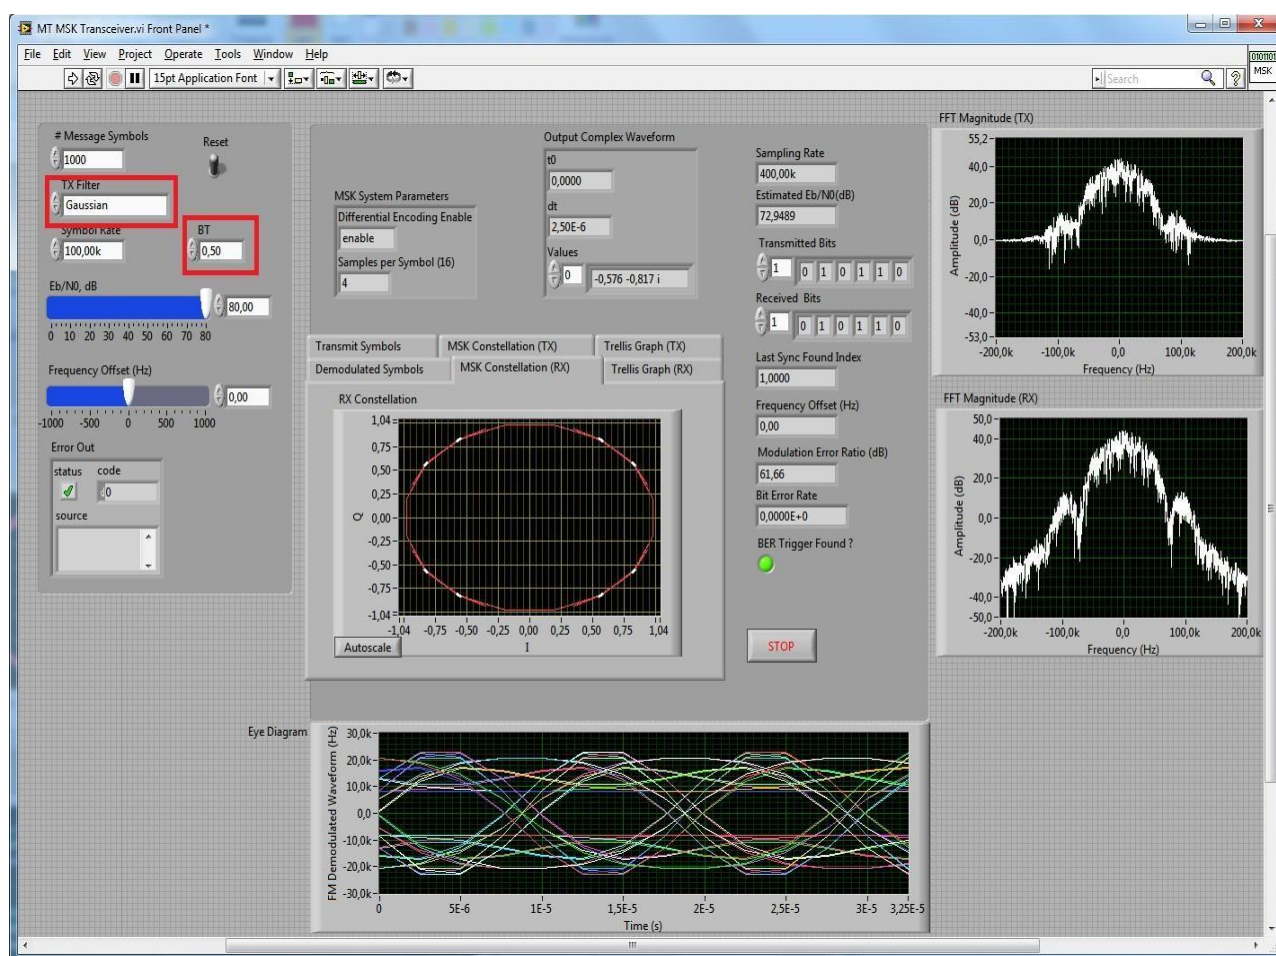 MT MSK Transceiver.vi Front Panel *
File Edit View Project Operate Tools Window Help
15pt Application Font
Search
0101101
MSK
# Message Symbols
1000
Reset
TX Filter
Gaussian
Symbol Rate
100,00k
BT
0,50
Eb/N0, dB
80,00
0 10 20 30 40 50 60 70 80
Frequency Offset (Hz)
0,00
-1000 -500 0 500 1000
Error Out
status code
0
source
MSK System Parameters
Differential Encoding Enable
enable
Samples per Symbol (16)
4
Output Complex Waveform
t0
0,0000
dt
2,50E-6
Values
0 -0,576 -0,817 i
Sampling Rate
400,00k
Estimated Eb/N0(dB)
72,9489
Transmitted Bits
1 0 1 0 1 1 0
Received Bits
1 0 1 0 1 1 0
Last Sync Found Index
1,0000
Frequency Offset (Hz)
0,00
Modulation Error Ratio (dB)
61,66
Bit Error Rate
0,0000E+0
BER Trigger Found ?
STOP
Transmit Symbols MSK Constellation (TX) Trellis Graph (TX)
Demodulated Symbols MSK Constellation (RX) Trellis Graph (RX)
RX Constellation
1,04
0,75
0,50
0,25
0,00
-0,25
-0,50
-0,75
-1,04
Q
-1,04 -0,75 -0,50 -0,25 0,00 0,25 0,50 0,75 1,04
I
Autoscale
FFT Magnitude (TX)
55,2
40,0
20,0
0,0
-20,0
-40,0
-53,0
Amplitude (dB)
-200,0k -100,0k 0,0 100,0k 200,0k
Frequency (Hz)
FFT Magnitude (RX)
50,0
40,0
20,0
0,0
-20,0
-40,0
-50,0
Amplitude (dB)
-200,0k -100,0k 0,0 100,0k 200,0k
Frequency (Hz)
Eye Diagram
FM Demodulated Waveform (Hz)
30,0k
20,0k
10,0k
0,0
-10,0k
-20,0k
-30,0k
0 5E-6 1E-5 1,5E-5 2E-5 2,5E-5 3E-5 3,25E-5
Time (s)